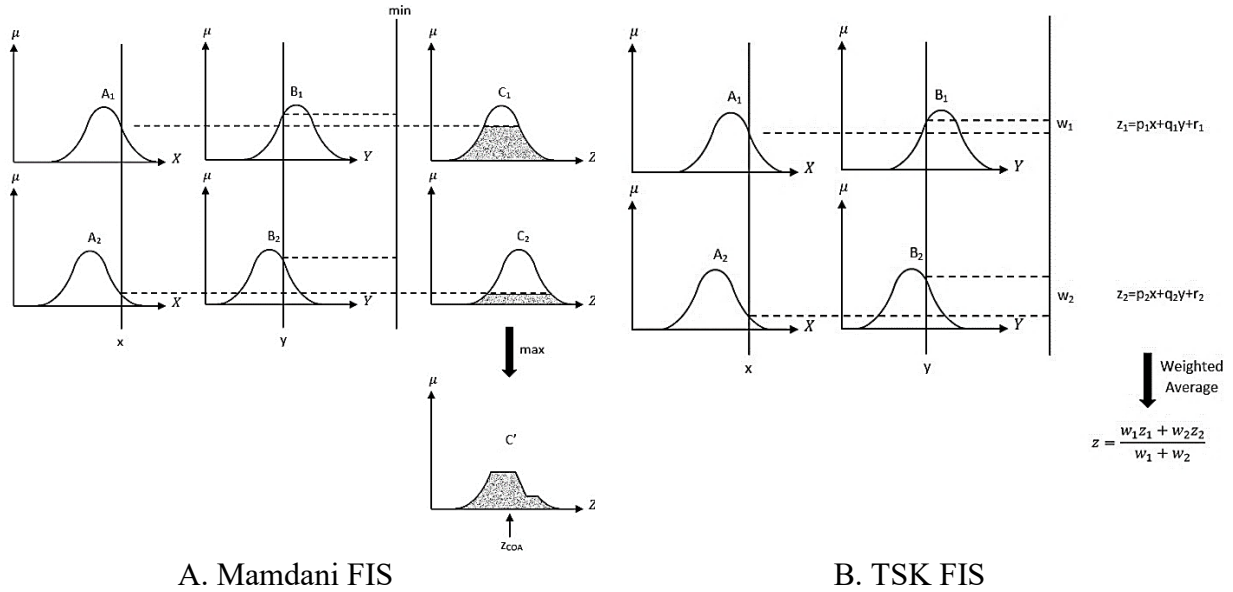 min
μ
μ
μ
A₁
B₁
C₁
X
Y
Z
μ
μ
μ
A₂
B₂
C₂
X
Y
Z
x
y
max
μ
C'
Z
z_COA
A. Mamdani FIS
μ
μ
A₁
B₁
w₁
z₁=p₁x+q₁y+r₁
X
Y
μ
μ
A₂
B₂
w₂
z₂=p₂x+q₂y+r₂
X
Y
x
y
Weighted
Average
z = (w₁z₁ + w₂z₂) / (w₁ + w₂)
B. TSK FIS